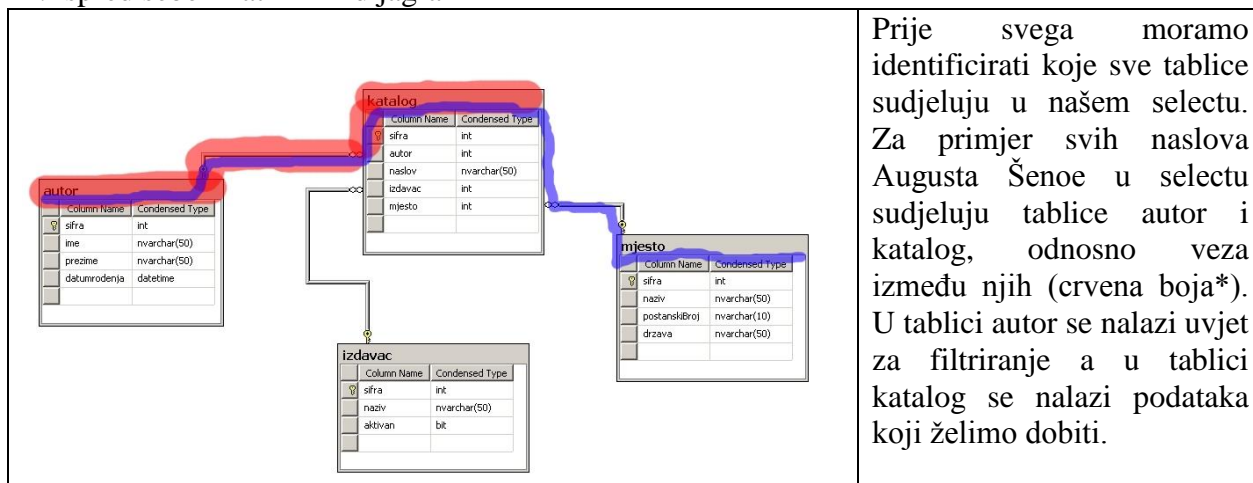 katalog
Column Name Condensed Type
sifra int
autor int
naslov nvarchar(50)
izdavac int
mjesto int
autor
Column Name Condensed Type
sifra int
ime nvarchar(50)
prezime nvarchar(50)
datumrodenja datetime
mjesto
Column Name Condensed Type
sifra int
naziv nvarchar(50)
postanskiBroj nvarchar(10)
drzava nvarchar(50)
izdavac
Column Name Condensed Type
sifra int
naziv nvarchar(50)
aktivan bit
Prije svega moramo
identificirati koje sve tablice
sudjeluju u našem selectu.
Za primjer svih naslova
Augusta Šenoe u selectu
sudjeluju tablice autor i
katalog, odnosno veza
između njih (crvena boja*).
U tablici autor se nalazi uvjet
za filtriranje a u tablici
katalog se nalazi podataka
koji želimo dobiti.